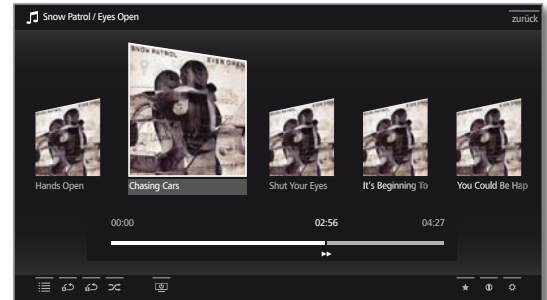 Snow Patrol / Eyes Open
zurück
SNOW PATROL
EYES OPEN
Hands Open
Chasing Cars
Shut Your Eyes
It's Beginning To
You Could Be Hap
00:00
02:56
04:27